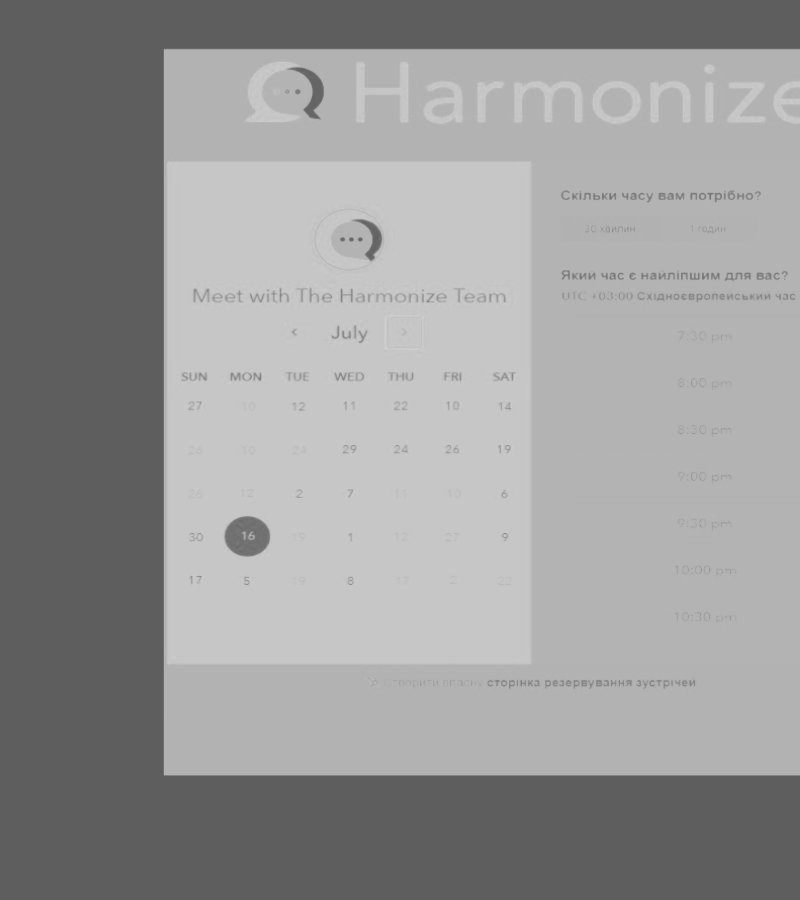 Harmonize
Meet with The Harmonize Team
‹ July ›
SUN MON TUE WED THU FRI SAT
27 10 12 11 22 10 14
26 10 24 29 24 26 19
26 12 2 7 11 10 6
30 16 19 1 12 27 9
17 5 19 8 17 2 22
Скільки часу вам потрібно?
30 хвилин 1 годин
Який час є найліпшим для вас?
UTC +03:00 Східноєвропейський час
7:30 pm
8:00 pm
8:30 pm
9:00 pm
9:30 pm
10:00 pm
10:30 pm
Створити власну сторінка резервування зустрічей